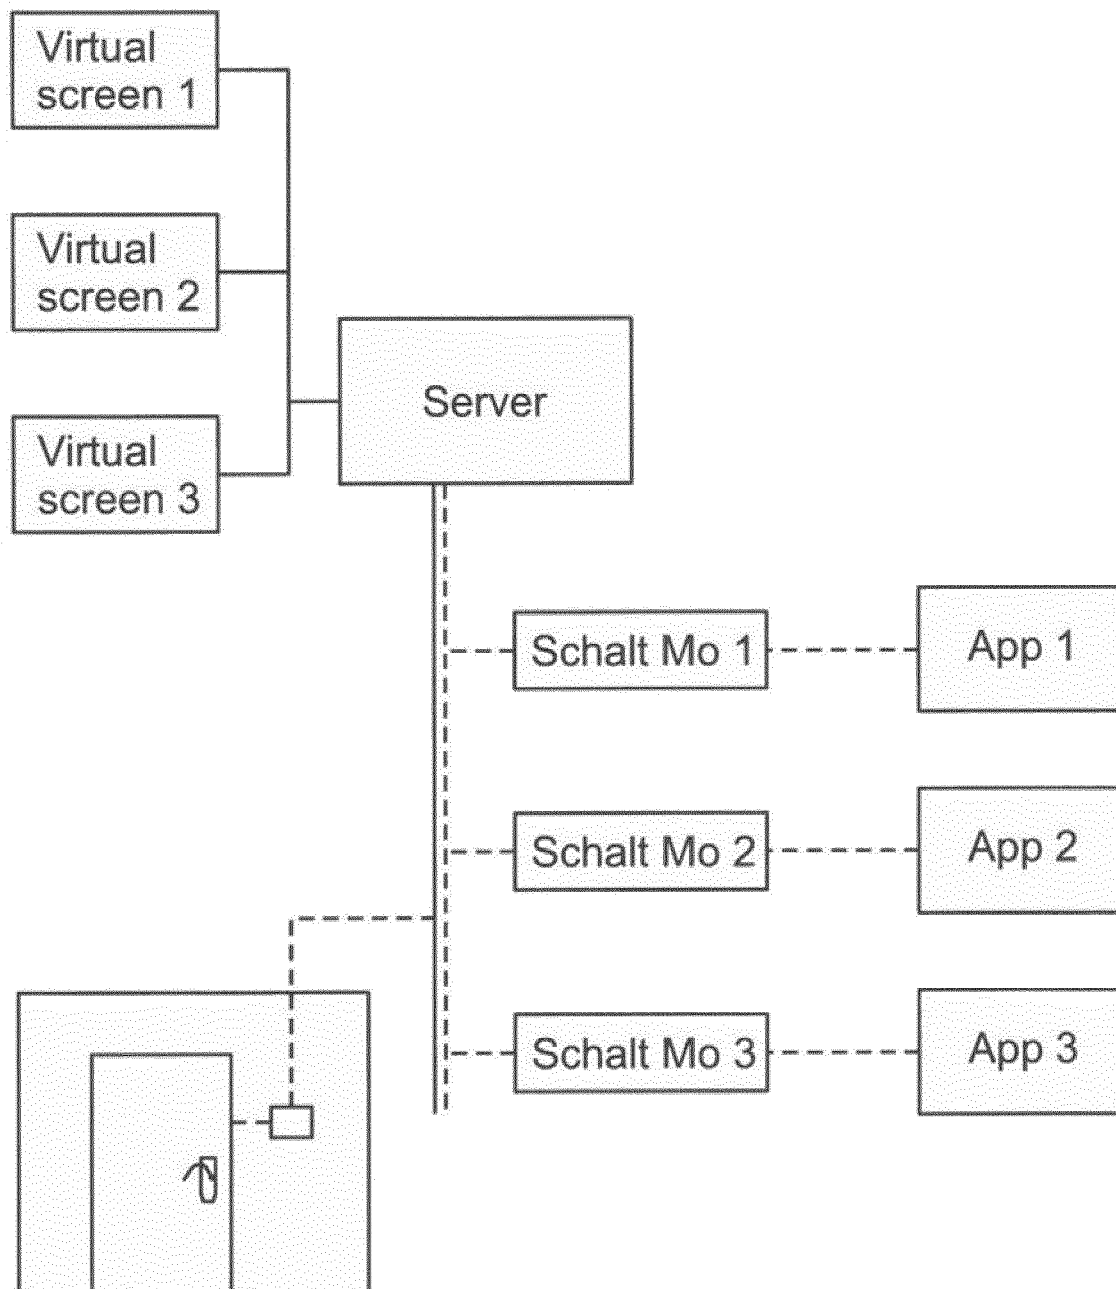 Virtual
screen 1
Virtual
screen 2
Virtual
screen 3
Server
Schalt Mo 1
App 1
Schalt Mo 2
App 2
Schalt Mo 3
App 3